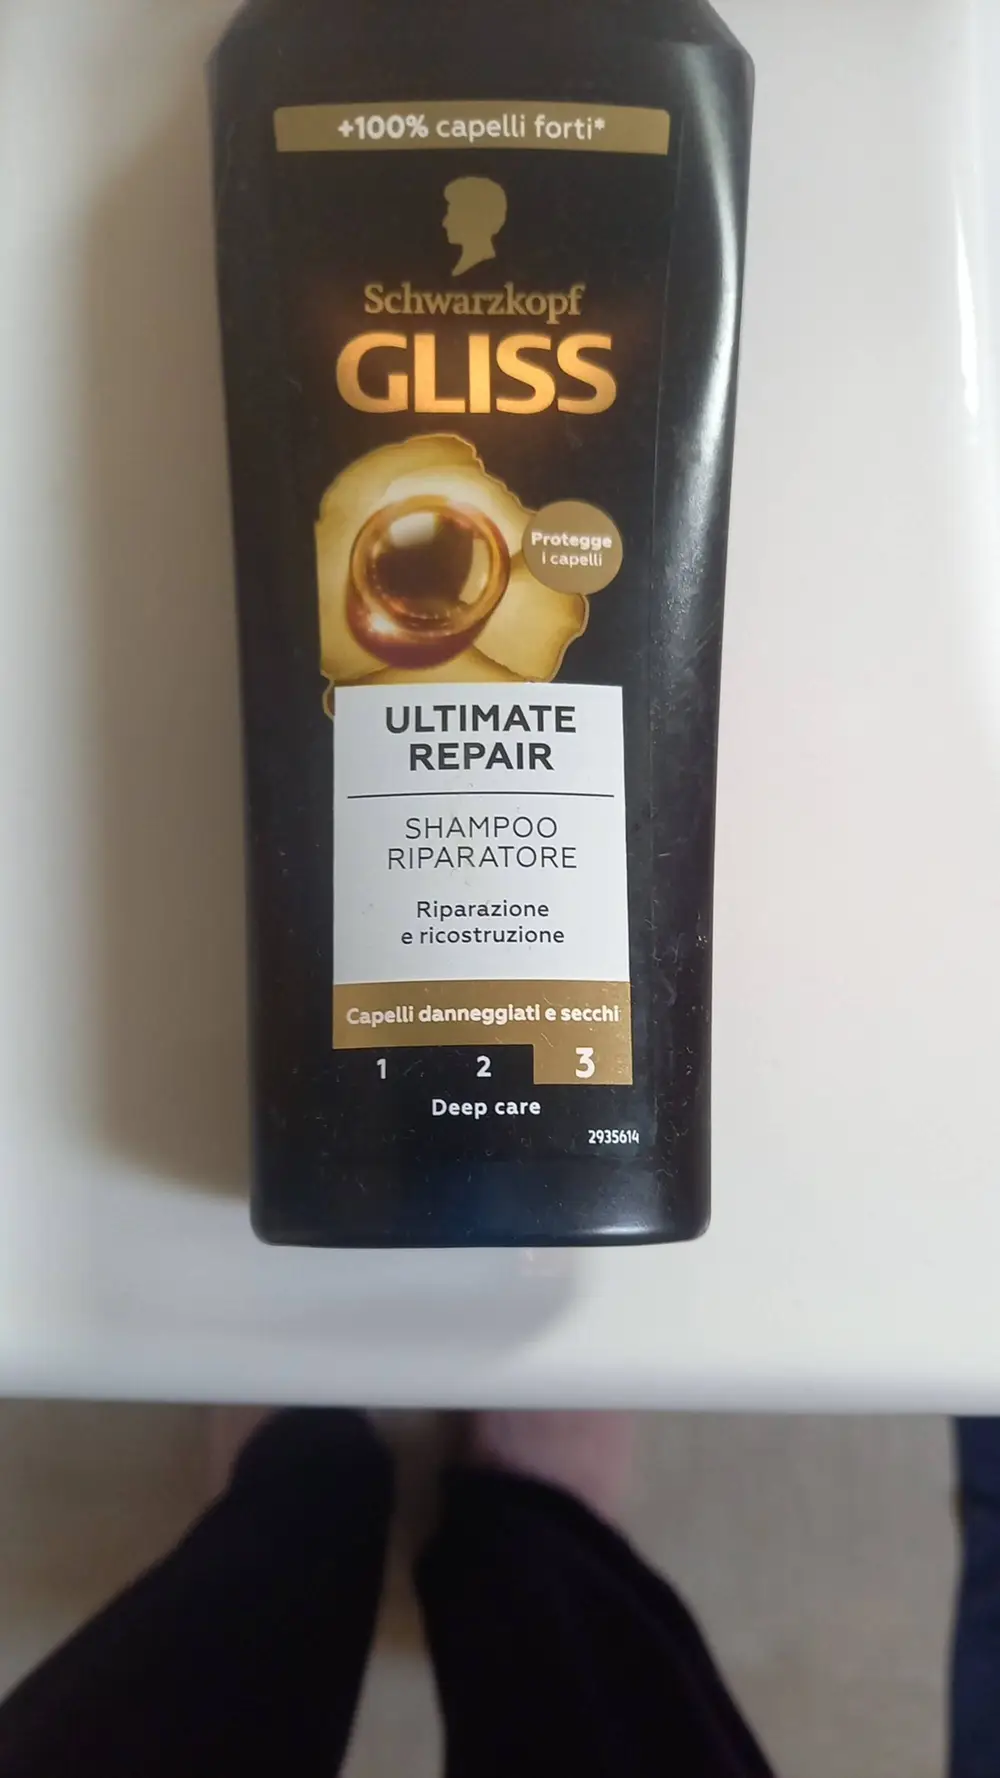 +100% capelli forti*
Schwarzkopf
GLISS
Protegge
i capelli
ULTIMATE
REPAIR
SHAMPOO
RIPARATORE
Riparazione
e ricostruzione
Capelli danneggiati e secchi
1 2 3
Deep care
2935614